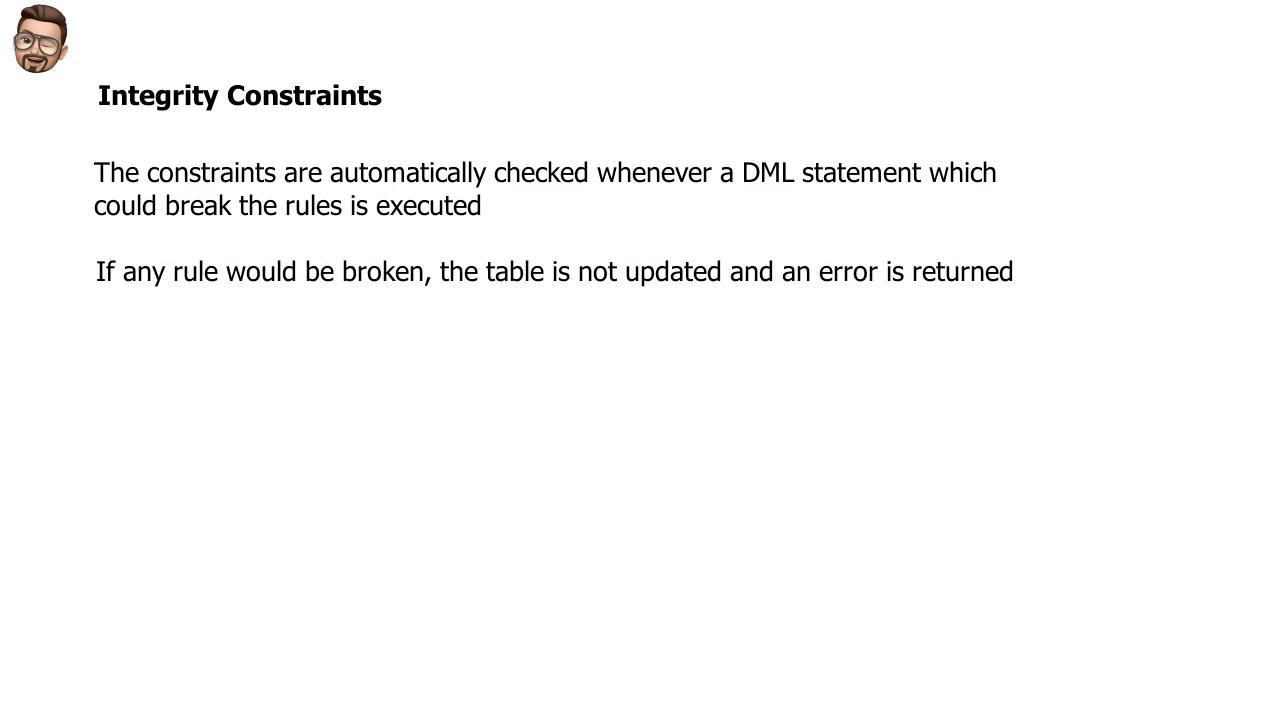 Integrity Constraints
The constraints are automatically checked whenever a DML statement which
could break the rules is executed
If any rule would be broken, the table is not updated and an error is returned